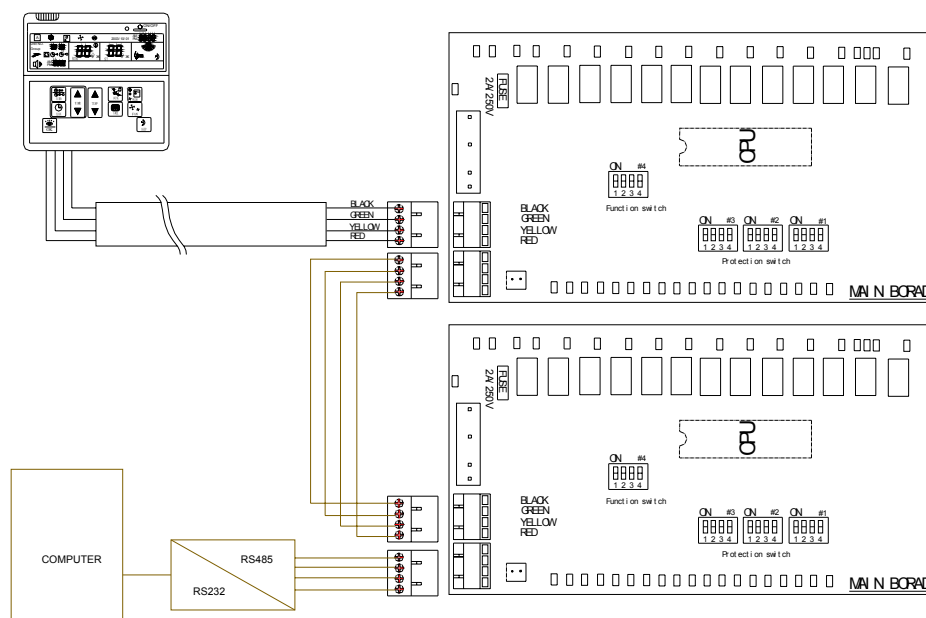 ON/OFF
FUSE
2A/250V
CPU
ON #4
1 2 3 4
Function switch
BLACK
GREEN
YELLOW
RED
BLACK
GREEN
YELLOW
RED
ON #3 ON #2 ON #1
1 2 3 4 1 2 3 4 1 2 3 4
Protection switch
MAIN BORAD
FUSE
2A/250V
CPU
ON #4
1 2 3 4
Function switch
BLACK
GREEN
YELLOW
RED
ON #3 ON #2 ON #1
1 2 3 4 1 2 3 4 1 2 3 4
Protection switch
MAIN BORAD
COMPUTER
RS485
RS232